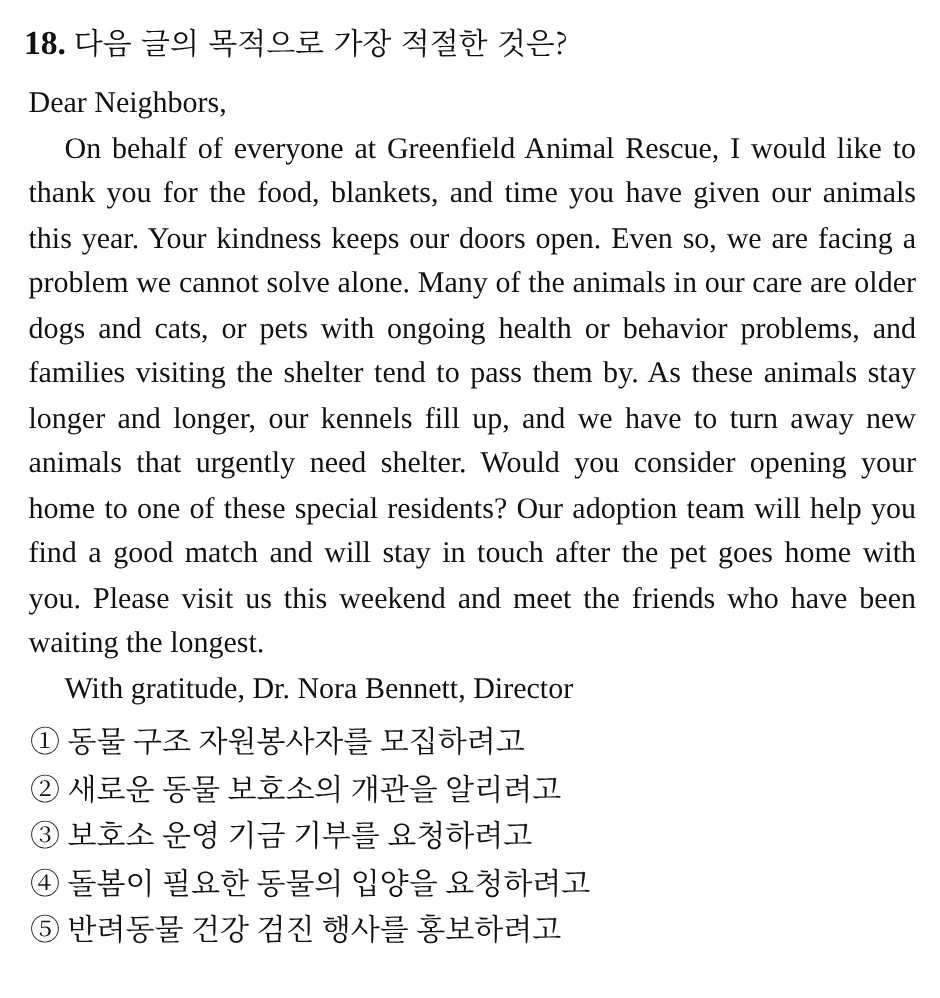 18. 다음 글의 목적으로 가장 적절한 것은?
Dear Neighbors,
On behalf of everyone at Greenfield Animal Rescue, I would like to
thank you for the food, blankets, and time you have given our animals
this year. Your kindness keeps our doors open. Even so, we are facing a
problem we cannot solve alone. Many of the animals in our care are older
dogs and cats, or pets with ongoing health or behavior problems, and
families visiting the shelter tend to pass them by. As these animals stay
longer and longer, our kennels fill up, and we have to turn away new
animals that urgently need shelter. Would you consider opening your
home to one of these special residents? Our adoption team will help you
find a good match and will stay in touch after the pet goes home with
you. Please visit us this weekend and meet the friends who have been
waiting the longest.
With gratitude, Dr. Nora Bennett, Director
① 동물 구조 자원봉사자를 모집하려고
② 새로운 동물 보호소의 개관을 알리려고
③ 보호소 운영 기금 기부를 요청하려고
④ 돌봄이 필요한 동물의 입양을 요청하려고
⑤ 반려동물 건강 검진 행사를 홍보하려고